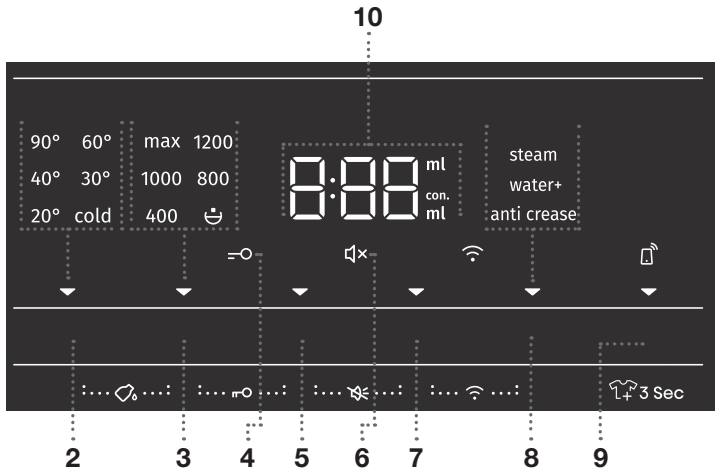 10
90° 60° max 1200 8:88 ml steam
40° 30° 1000 800 con. water+
20° cold 400 ml anti crease
3 Sec
2 3 4 5 6 7 8 9